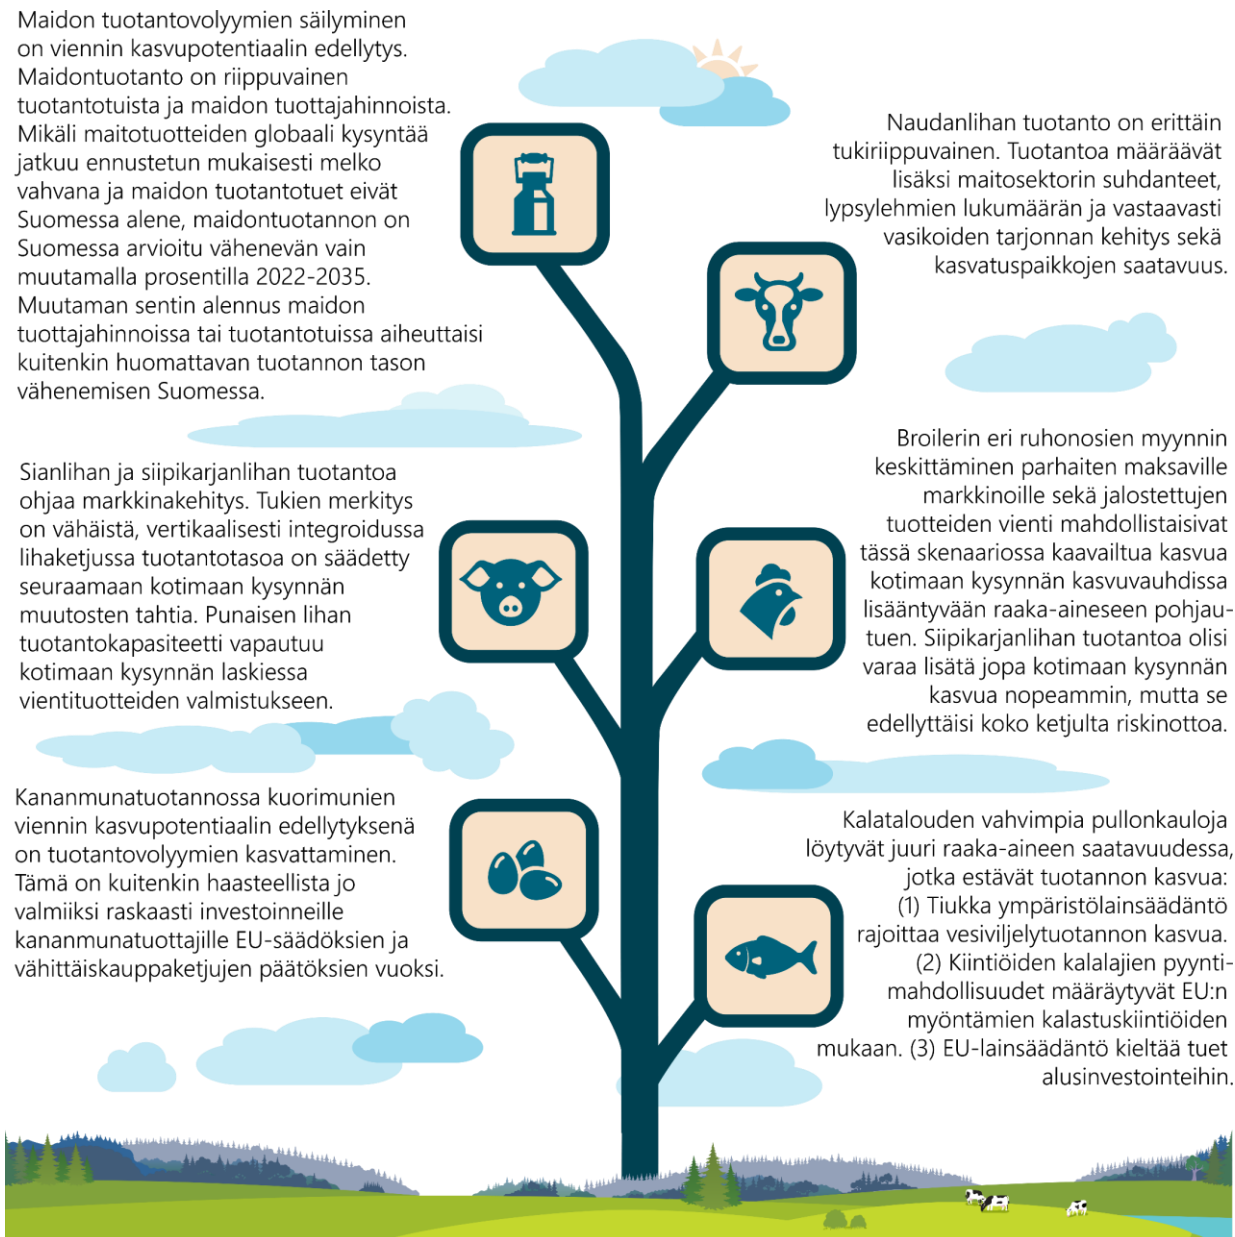 Maidon tuotantovolyymien säilyminen
on viennin kasvupotentiaalin edellytys.
Maidontuotanto on riippuvainen
tuotantotuista ja maidon tuottajahinnoista.
Mikäli maitotuotteiden globaali kysyntää
jatkuu ennustetun mukaisesti melko
vahvana ja maidon tuotantotuet eivät
Suomessa alene, maidontuotannon on
Suomessa arvioitu vähenevän vain
muutamalla prosentilla 2022-2035.
Muutaman sentin alennus maidon
tuottajahinnoissa tai tuotantotuissa aiheuttaisi
kuitenkin huomattavan tuotannon tason
vähenemisen Suomessa.
Naudanlihan tuotanto on erittäin
tukiriippuvainen. Tuotantoa määräävät
lisäksi maitosektorin suhdanteet,
lypsylehmien lukumäärän ja vastaavasti
vasikoiden tarjonnan kehitys sekä
kasvatuspaikkojen saatavuus.
Sianlihan ja siipikarjanlihan tuotantoa
ohjaa markkinakehitys. Tukien merkitys
on vähäistä, vertikaalisesti integroidussa
lihaketjussa tuotantotasoa on säädetty
seuraamaan kotimaan kysynnän
muutosten tahtia. Punaisen lihan
tuotantokapasiteetti vapautuu
kotimaan kysynnän laskiessa
vientituotteiden valmistukseen.
Broilerin eri ruhonosien myynnin
keskittäminen parhaiten maksaville
markkinoille sekä jalostettujen
tuotteiden vienti mahdollistaisivat
tässä skenaariossa kaavailtua kasvua
kotimaan kysynnän kasvuvauhdissa
lisääntyvään raaka-aineseen pohjau-
tuen. Siipikarjanlihan tuotantoa olisi
varaa lisätä jopa kotimaan kysynnän
kasvua nopeammin, mutta se
edellyttäisi koko ketjulta riskinottoa.
Kananmunatuotannossa kuorimunien
viennin kasvupotentiaalin edellytyksenä
on tuotantovolyymien kasvattaminen.
Tämä on kuitenkin haasteellista jo
valmiiksi raskaasti investoinneille
kananmunatuottajille EU-säädöksien ja
vähittäiskauppaketjujen päätöksien vuoksi.
Kalatalouden vahvimpia pullonkauloja
löytyvät juuri raaka-aineen saatavuudessa,
jotka estävät tuotannon kasvua:
(1) Tiukka ympäristölainsäädäntö
rajoittaa vesiviljelytuotannon kasvua.
(2) Kiintiöiden kalalajien pyynti-
mahdollisuudet määräytyvät EU:n
myöntämien kalastuskiintiöiden
mukaan. (3) EU-lainsäädäntö kieltää tuet
alusinvestointeihin.